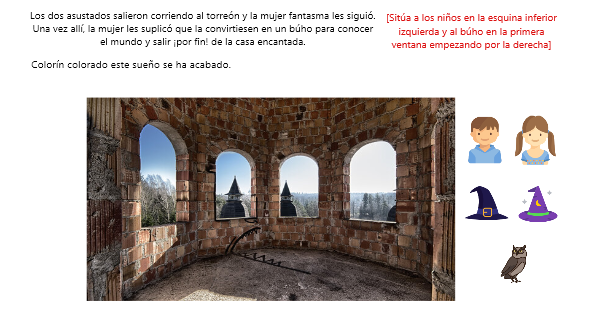 Los dos asustados salieron corriendo al torreón y la mujer fantasma les siguió.
Una vez allí, la mujer les suplicó que la convirtiesen en un búho para conocer
el mundo y salir ¡por fin! de la casa encantada.
Colorín colorado este sueño se ha acabado.
[Sitúa a los niños en la esquina inferior
izquierda y al búho en la primera
ventana empezando por la derecha]